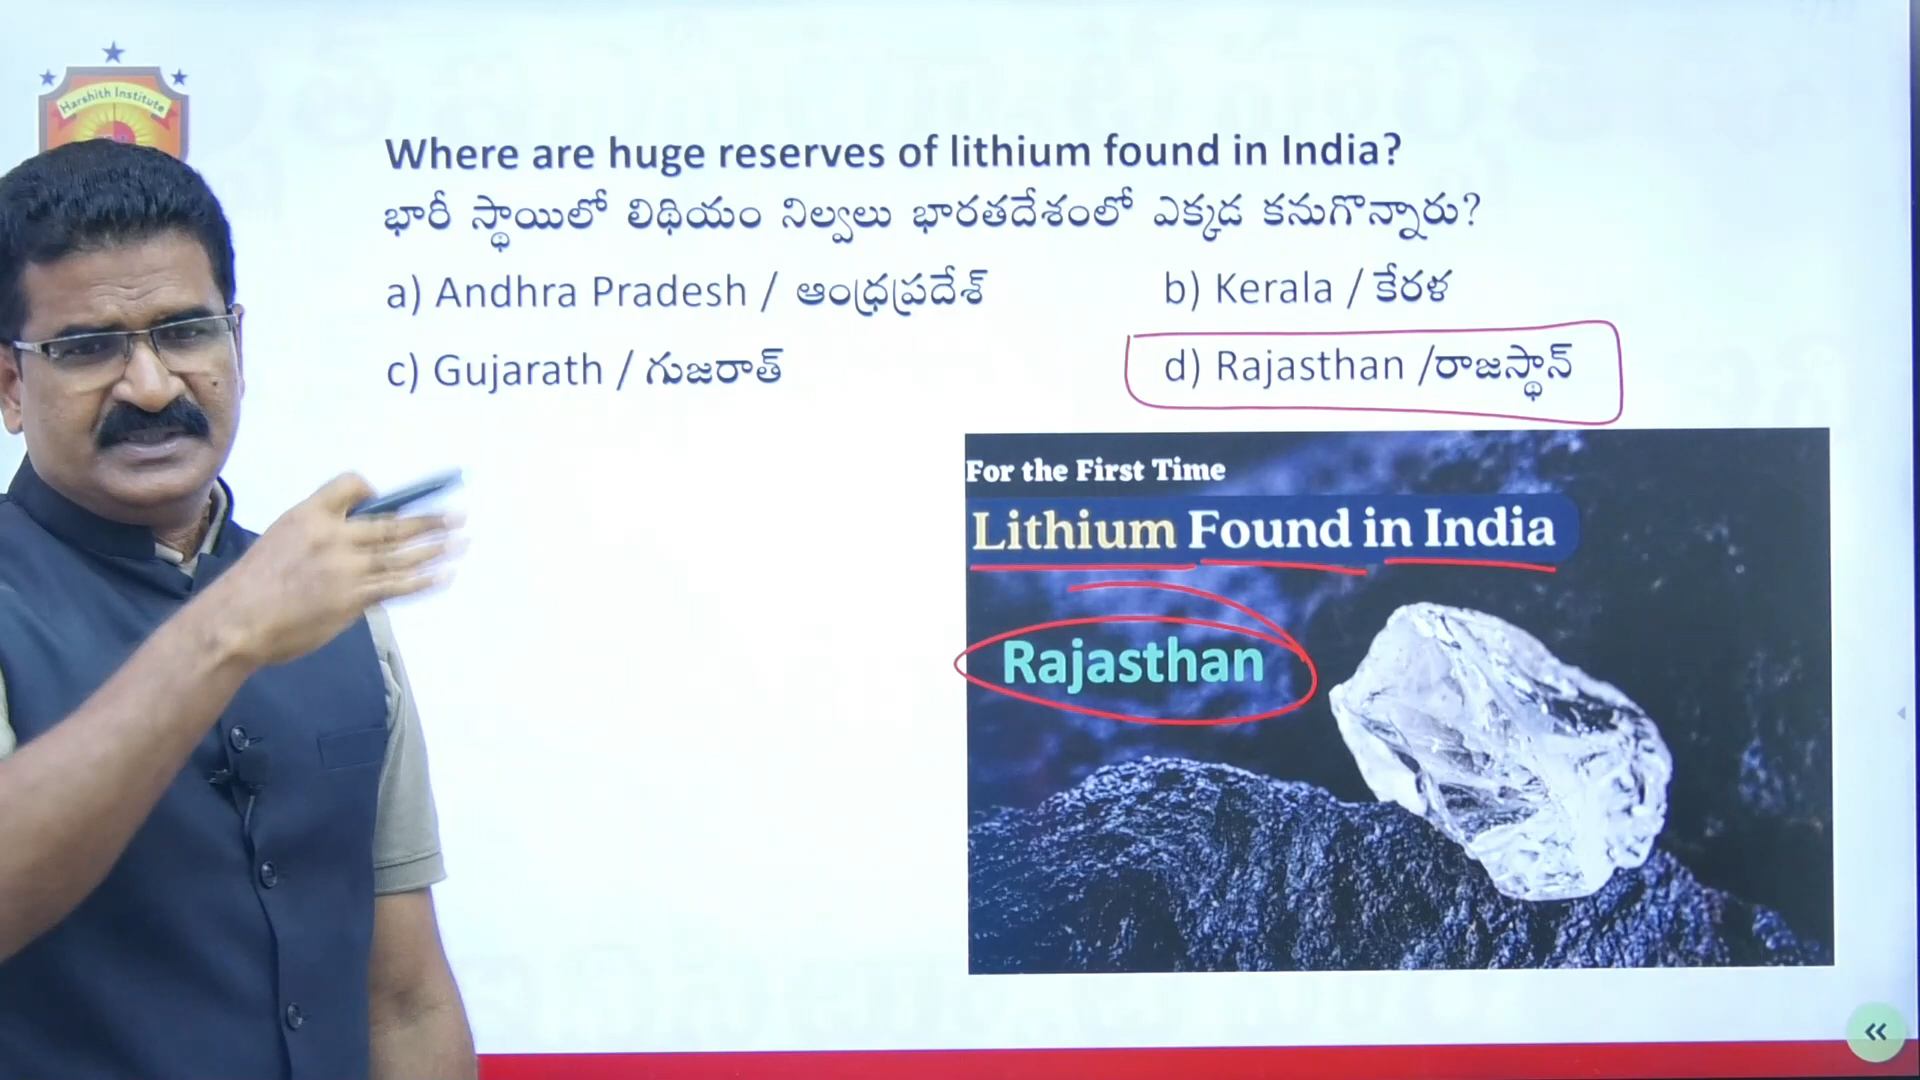 Harshith Institute
Where are huge reserves of lithium found in India?
భారీ స్థాయిలో లిథియం నిల్వలు భారతదేశంలో ఎక్కడ కనుగొన్నారు?
a) Andhra Pradesh / ఆంధ్రప్రదేశ్ b) Kerala / కేరళ
c) Gujarath / గుజరాత్ d) Rajasthan /రాజస్థాన్
For the First Time
Lithium Found in India
Rajasthan